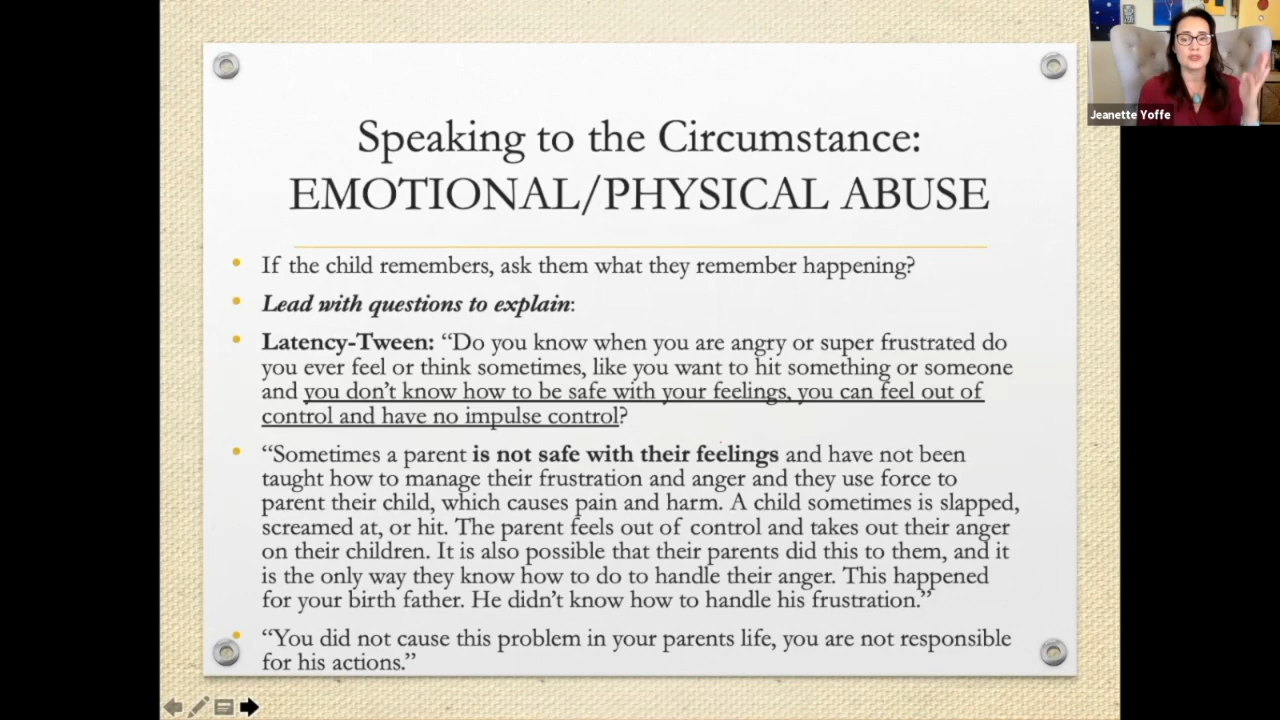 Speaking to the Circumstance:
EMOTIONAL/PHYSICAL ABUSE
Jeanette Yoffe
• If the child remembers, ask them what they remember happening?
• Lead with questions to explain:
• Latency-Tween: “Do you know when you are angry or super frustrated do
you ever feel or think sometimes, like you want to hit something or someone
and you don’t know how to be safe with your feelings, you can feel out of
control and have no impulse control?
• “Sometimes a parent is not safe with their feelings and have not been
taught how to manage their frustration and anger and they use force to
parent their child, which causes pain and harm. A child sometimes is slapped,
screamed at, or hit. The parent feels out of control and takes out their anger
on their children. It is also possible that their parents did this to them, and it
is the only way they know how to do to handle their anger. This happened
for your birth father. He didn’t know how to handle his frustration.”
• “You did not cause this problem in your parents life, you are not responsible
for his actions.”